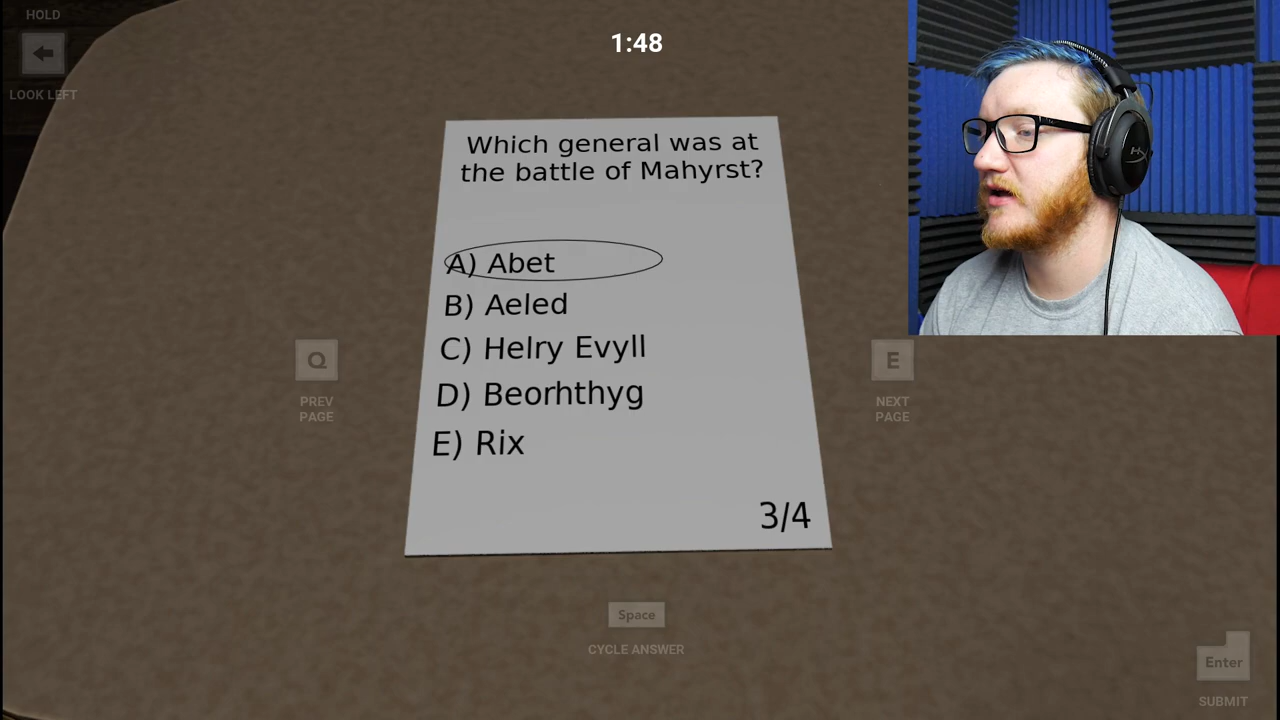 HOLD
LOOK LEFT
1:48
Which general was at
the battle of Mahyrst?
A) Abet
B) Aeled
C) Helry Evyll
D) Beorhthyg
E) Rix
3/4
Q
PREV
PAGE
E
NEXT
PAGE
Space
CYCLE ANSWER
Enter
SUBMIT